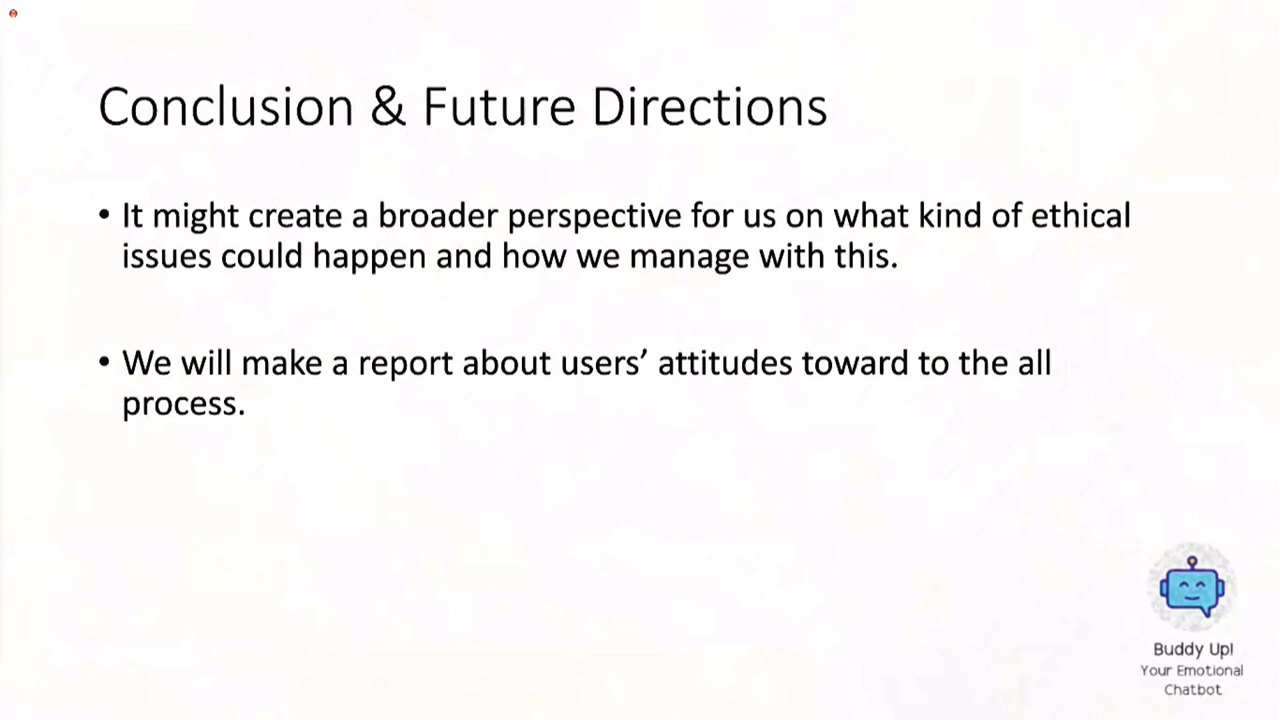 Conclusion & Future Directions
• It might create a broader perspective for us on what kind of ethical
issues could happen and how we manage with this.
• We will make a report about users’ attitudes toward to the all
process.
Buddy Up!
Your Emotional
Chatbot